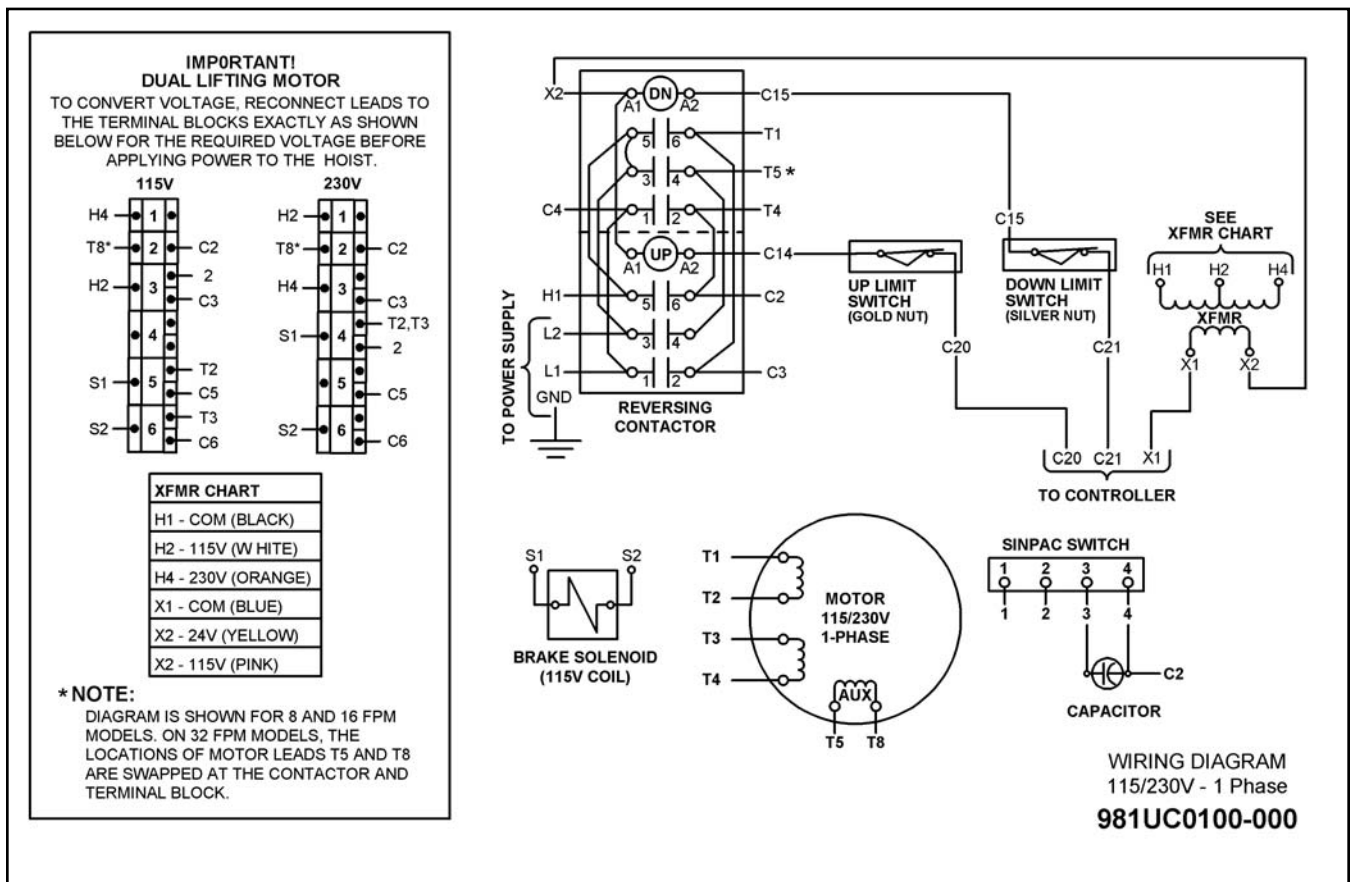 IMP0RTANT!
DUAL LIFTING MOTOR
TO CONVERT VOLTAGE, RECONNECT LEADS TO
THE TERMINAL BLOCKS EXACTLY AS SHOWN
BELOW FOR THE REQUIRED VOLTAGE BEFORE
APPLYING POWER TO THE HOIST.
115V
H4 1
T8* 2 C2
H2 3 2
C3
4
S1 5 T2
C5
S2 6 T3
C6
230V
H2 1
T8* 2 C2
H4 3
C3
S1 4 T2,T3
2
5
C5
S2 6
C6
XFMR CHART
H1 - COM (BLACK)
H2 - 115V (W HITE)
H4 - 230V (ORANGE)
X1 - COM (BLUE)
X2 - 24V (YELLOW)
X2 - 115V (PINK)
* NOTE:
DIAGRAM IS SHOWN FOR 8 AND 16 FPM
MODELS. ON 32 FPM MODELS, THE
LOCATIONS OF MOTOR LEADS T5 AND T8
ARE SWAPPED AT THE CONTACTOR AND
TERMINAL BLOCK.
X2 A1 DN A2 C15
5 6 T1
3 4 T5 *
C4 1 2 T4
A1 UP A2 C14
H1 5 6 C2
L2 3 4
L1 1 2 C3
GND
TO POWER SUPPLY
REVERSING
CONTACTOR
UP LIMIT
SWITCH
(GOLD NUT)
C20
C15
DOWN LIMIT
SWITCH
(SILVER NUT)
C21
SEE
XFMR CHART
H1 H2 H4
XFMR
X1 X2
C20 C21 X1
TO CONTROLLER
S1 S2
BRAKE SOLENOID
(115V COIL)
T1
T2
T3
T4
MOTOR
115/230V
1-PHASE
AUX
T5 T8
SINPAC SWITCH
1 2 3 4
1 2 3 4
C2
CAPACITOR
WIRING DIAGRAM
115/230V - 1 Phase
981UC0100-000